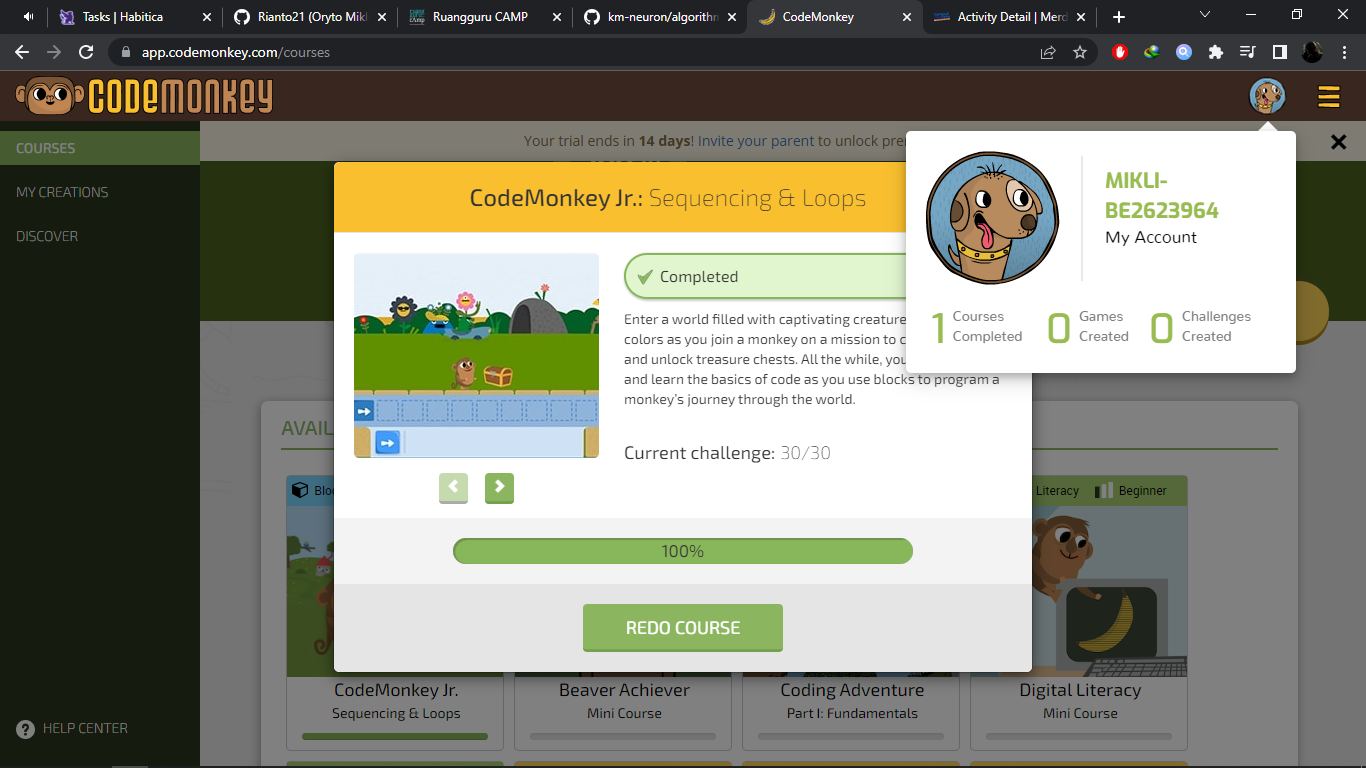 Tasks | Habitica
Rianto21 (Oryto Mikl
Ruangguru CAMP
km-neuron/algorithm
CodeMonkey
Activity Detail | Merd
app.codemonkey.com/courses
CODEMONKEY
COURSES
MY CREATIONS
DISCOVER
HELP CENTER
Your trial ends in 14 days! Invite your parent to unlock pre
MIKLI-
BE2623964
My Account
1 Courses Completed
0 Games Created
0 Challenges Created
CodeMonkey Jr.: Sequencing & Loops
Completed
Enter a world filled with captivating creature
colors as you join a monkey on a mission to c
and unlock treasure chests. All the while, you
and learn the basics of code as you use blocks to program a
monkey's journey through the world.
Current challenge: 30/30
100%
REDO COURSE
AVAIL
Bloc
Literacy
Beginner
CodeMonkey Jr.
Sequencing & Loops
Beaver Achiever
Mini Course
Coding Adventure
Part I: Fundamentals
Digital Literacy
Mini Course